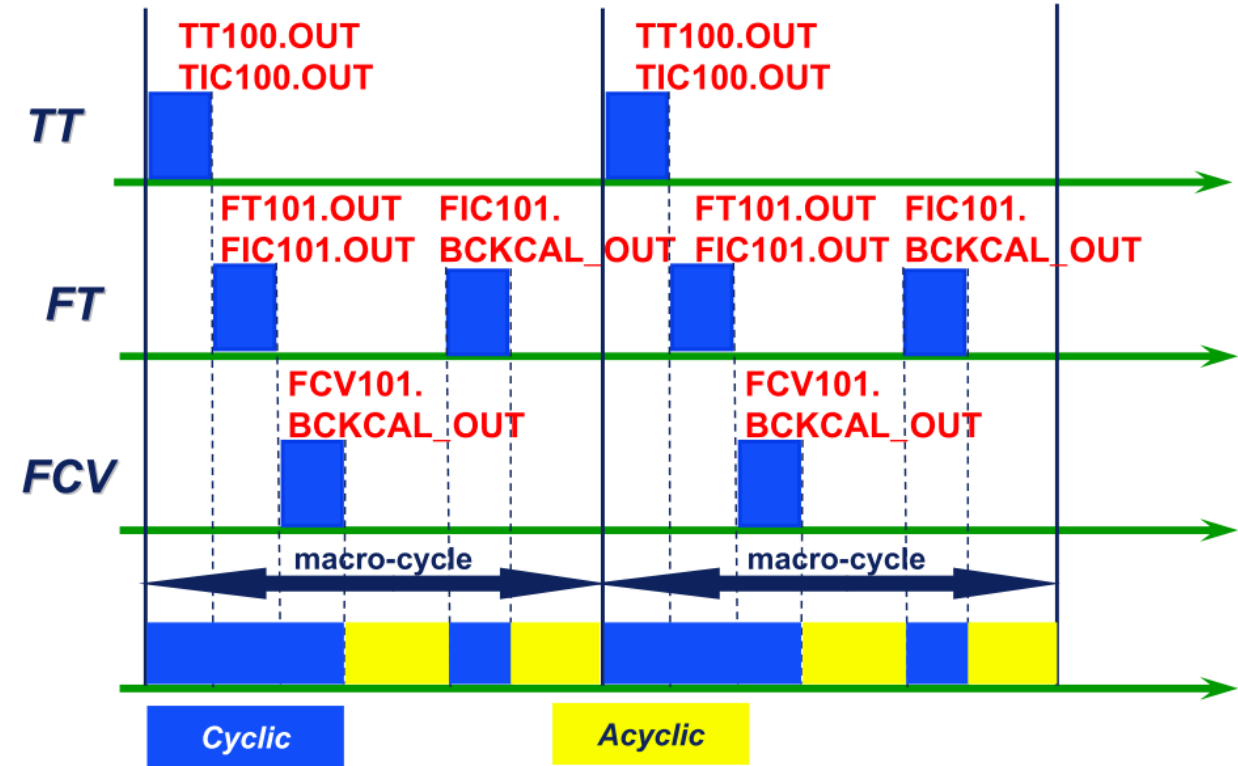 TT100.OUT
TIC100.OUT
TT100.OUT
TIC100.OUT
TT
FT101.OUT
FIC101.OUT
FIC101.
BCKCAL_OUT
FT101.OUT
FIC101.OUT
FIC101.
BCKCAL_OUT
FT
FCV101.
BCKCAL_OUT
FCV101.
BCKCAL_OUT
FCV
macro-cycle
macro-cycle
Cyclic
Acyclic